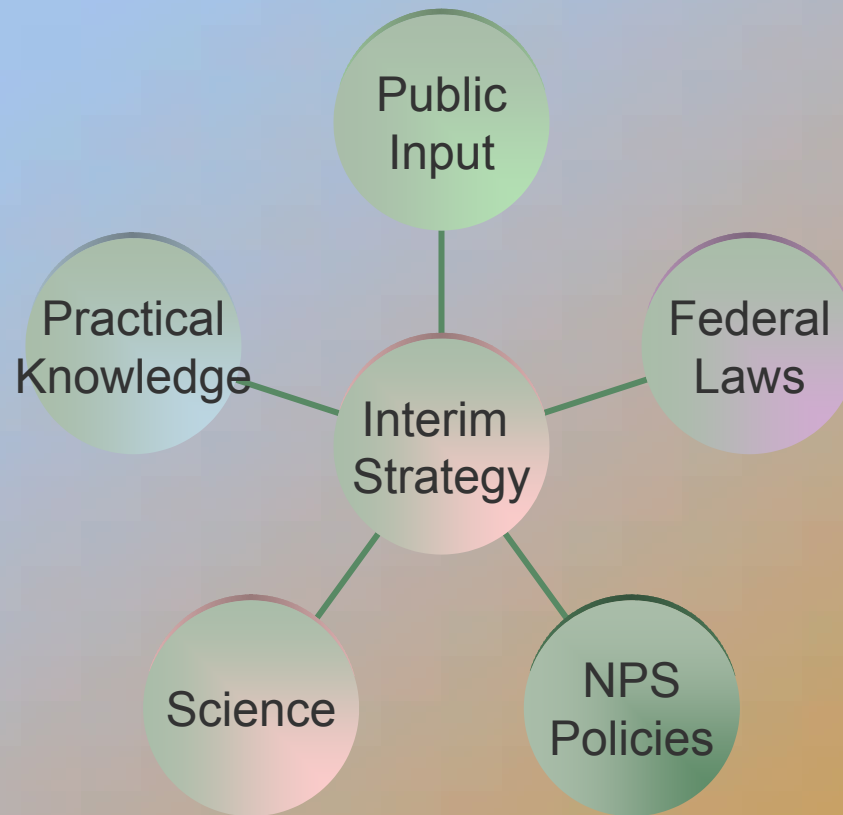 Public
Input
Practical
Knowledge
Federal
Laws
Interim
Strategy
Science
NPS
Policies